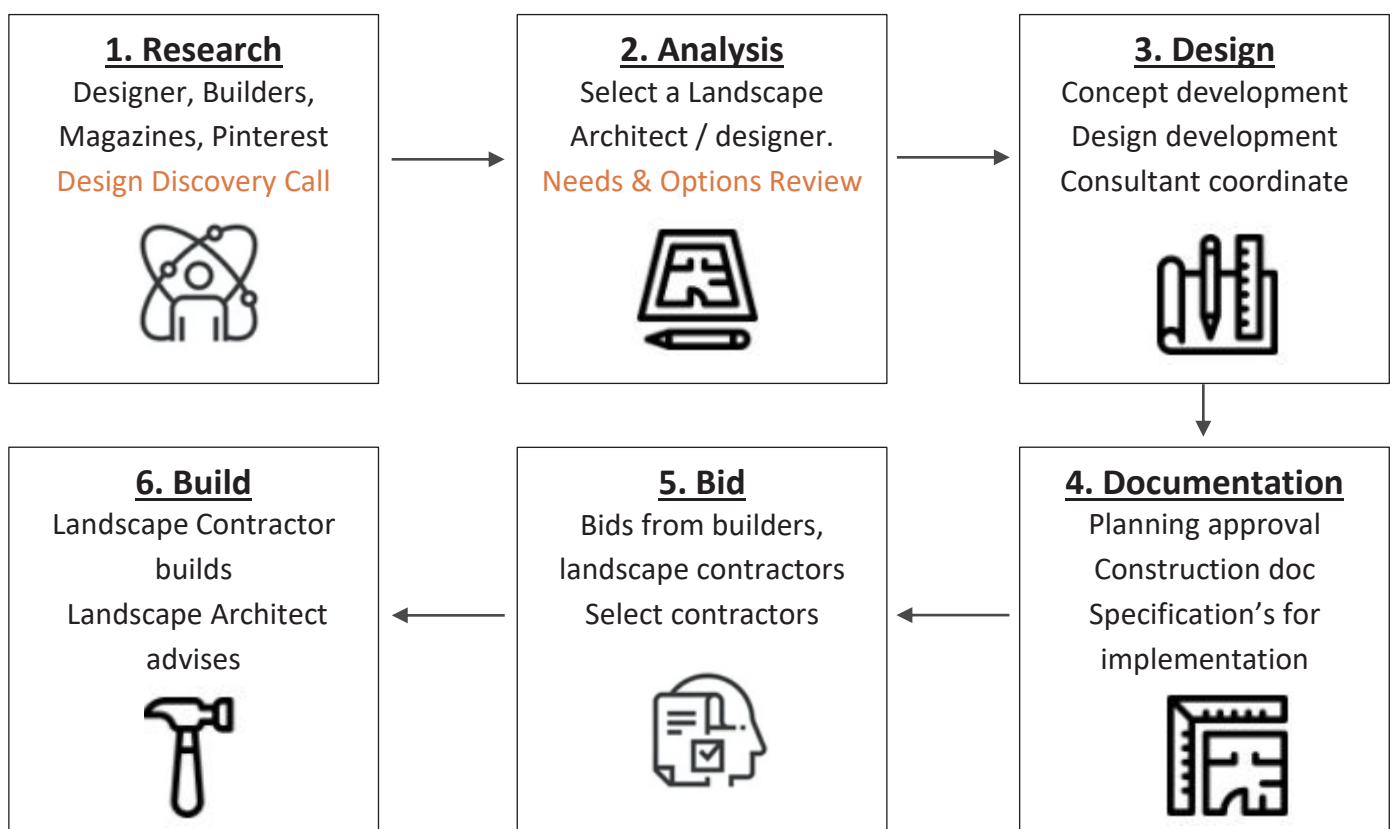 1. Research
Designer, Builders,
Magazines, Pinterest
Design Discovery Call
2. Analysis
Select a Landscape
Architect / designer.
Needs & Options Review
3. Design
Concept development
Design development
Consultant coordinate
4. Documentation
Planning approval
Construction doc
Specification’s for
implementation
5. Bid
Bids from builders,
landscape contractors
Select contractors
6. Build
Landscape Contractor
builds
Landscape Architect
advises